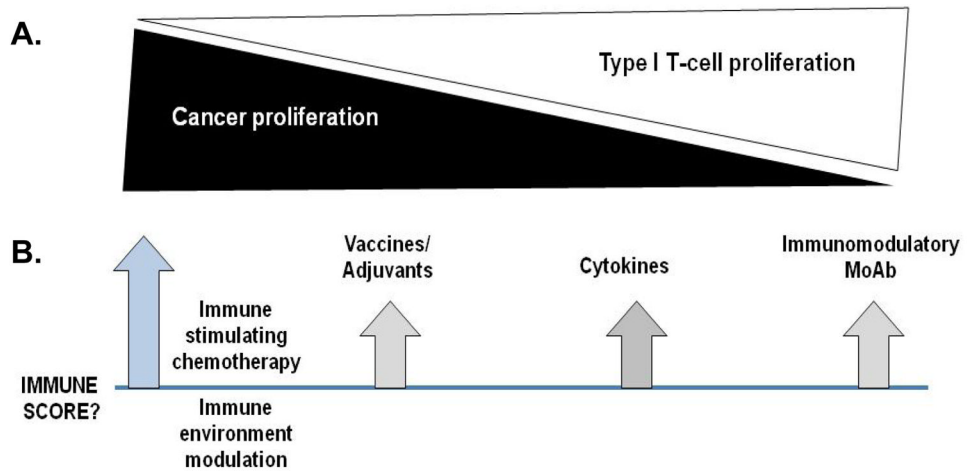 A.
Type I T-cell proliferation
Cancer proliferation
B.
Vaccines/
Adjuvants
Cytokines
Immunomodulatory
MoAb
Immune
stimulating
chemotherapy
IMMUNE
SCORE?
Immune
environment
modulation